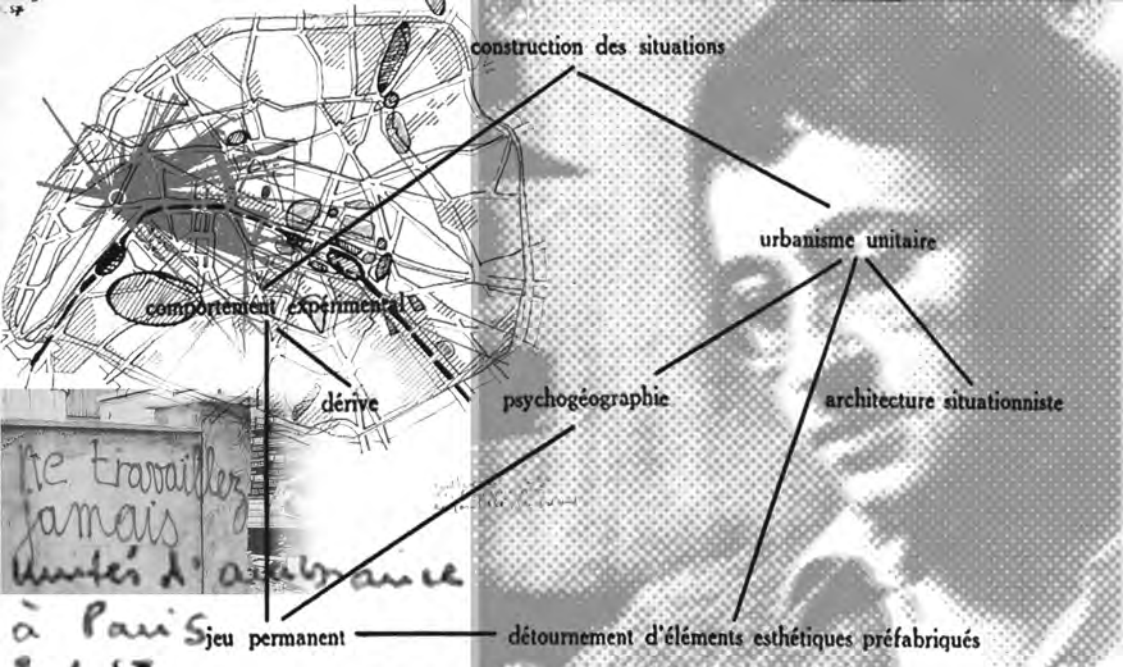 construction des situations
urbanisme unitaire
comportement expérimental
dérive
psychogéographie
architecture situationniste
Ne travaillez
jamais
unités d'ambiance
à Paris
jeu permanent
détournement d'éléments esthétiques préfabriqués